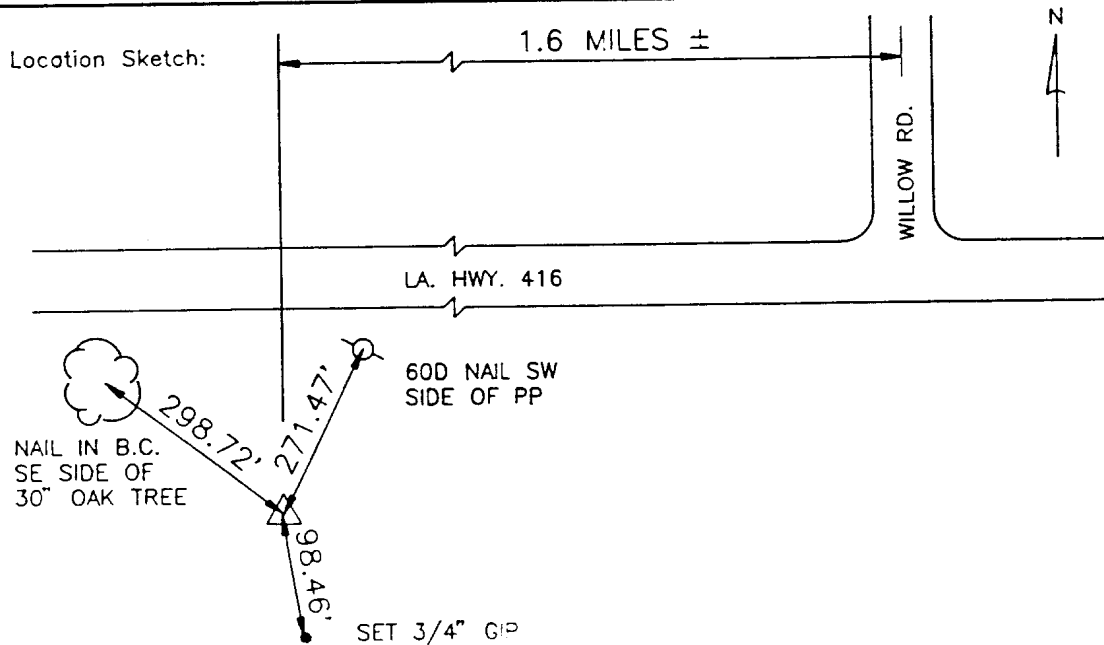 Location Sketch:
1.6 MILES ±
N
WILLOW RD.
LA. HWY. 416
60D NAIL SW
SIDE OF PP
298.72'
271.47'
NAIL IN B.C.
SE SIDE OF
30" OAK TREE
98.46'
SET 3/4" GIP